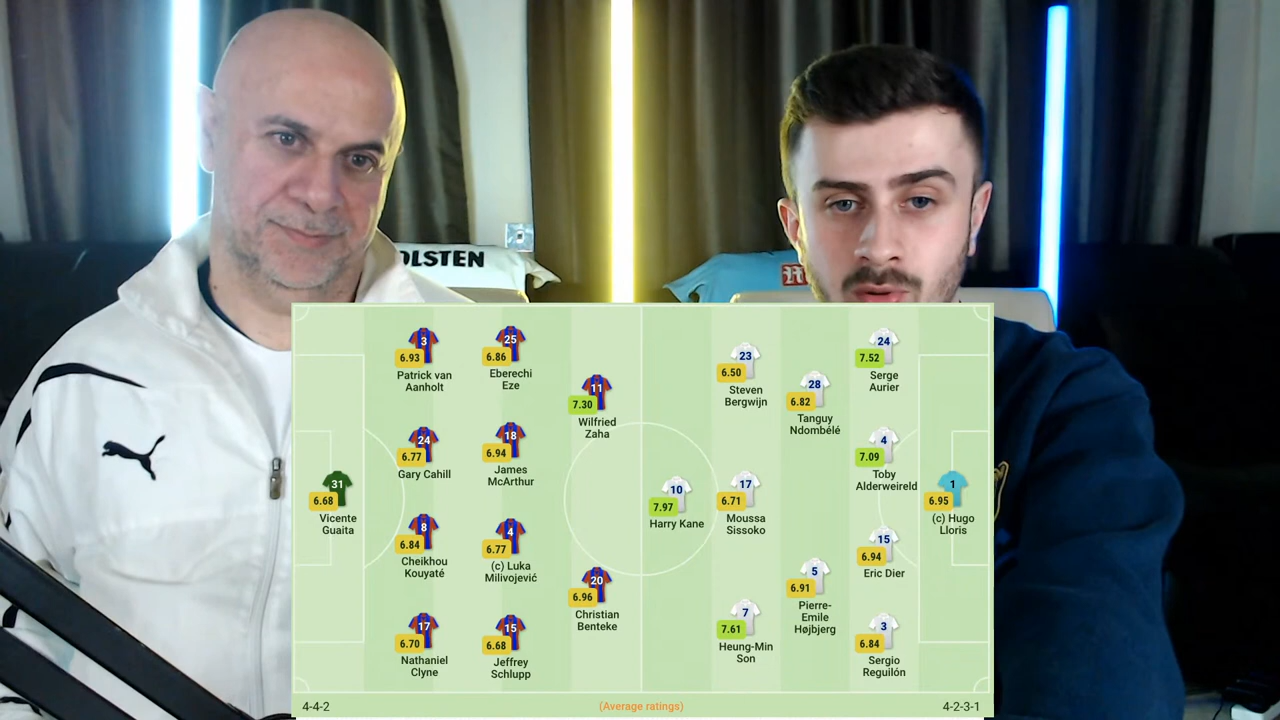 OLSTEN
3
6.93
Patrick van
Aanholt
25
6.86
Eberechi
Eze
11
7.30
Wilfried
Zaha
24
6.77
Gary Cahill
18
6.94
James
McArthur
31
6.68
Vicente
Guaita
8
6.84
Cheikhou
Kouyaté
4
6.77
(c) Luka
Milivojević
20
6.96
Christian
Benteke
17
6.70
Nathaniel
Clyne
15
6.68
Jeffrey
Schlupp
23
6.50
Steven
Bergwijn
28
6.82
Tanguy
Ndombélé
24
7.52
Serge
Aurier
10
7.97
Harry Kane
17
6.71
Moussa
Sissoko
4
7.09
Toby
Alderweireld
1
6.95
(c) Hugo
Lloris
15
6.94
Eric Dier
5
6.91
Pierre-
Emile
Højbjerg
7
7.61
Heung-Min
Son
3
6.84
Sergio
Reguilón
4-4-2
(Average ratings)
4-2-3-1